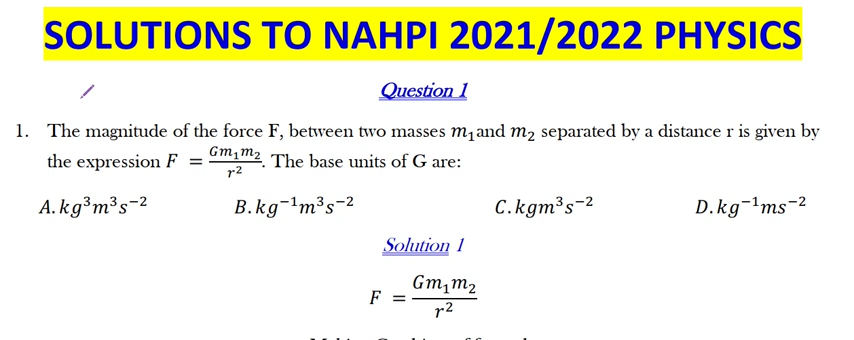 SOLUTIONS TO NAHPI 2021/2022 PHYSICS
Question 1
1. The magnitude of the force F, between two masses m₁and m₂ separated by a distance r is given by
the expression F = Gm₁m₂/r². The base units of G are:
A. kg³m³s⁻² B. kg⁻¹m³s⁻² C. kgm³s⁻² D. kg⁻¹ms⁻²
Solution 1
F = Gm₁m₂/r²